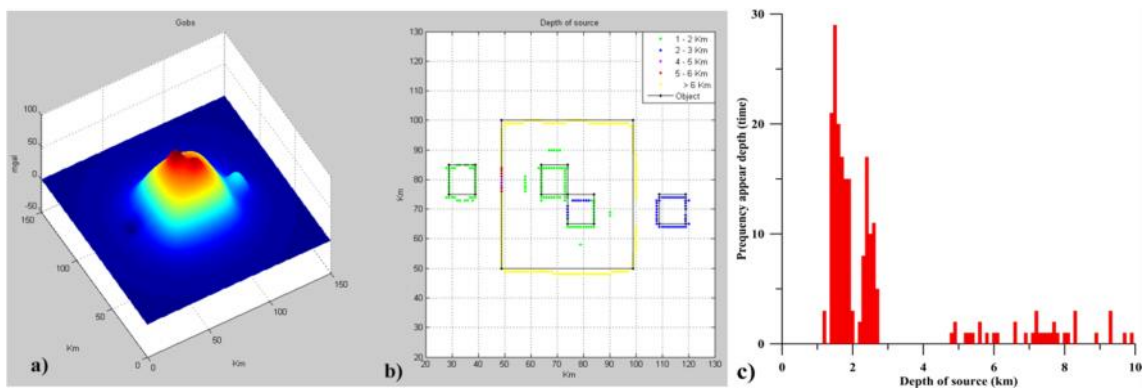 Gobs
100
50
0
-50
mgal
150
100
50
0
Km
0
50
100
150
Km
a)
Depth of source
130
120
110
100
90
80
70
60
50
40
30
20
Km
20 30 40 50 60 70 80 90 100 110 120 130
Km
1 - 2 Km
2 - 3 Km
4 - 5 Km
5 - 6 Km
> 6 Km
Object
b)
c)
30
20
10
0
Prequency appear depth (time)
0 2 4 6 8 10
Depth of source (km)